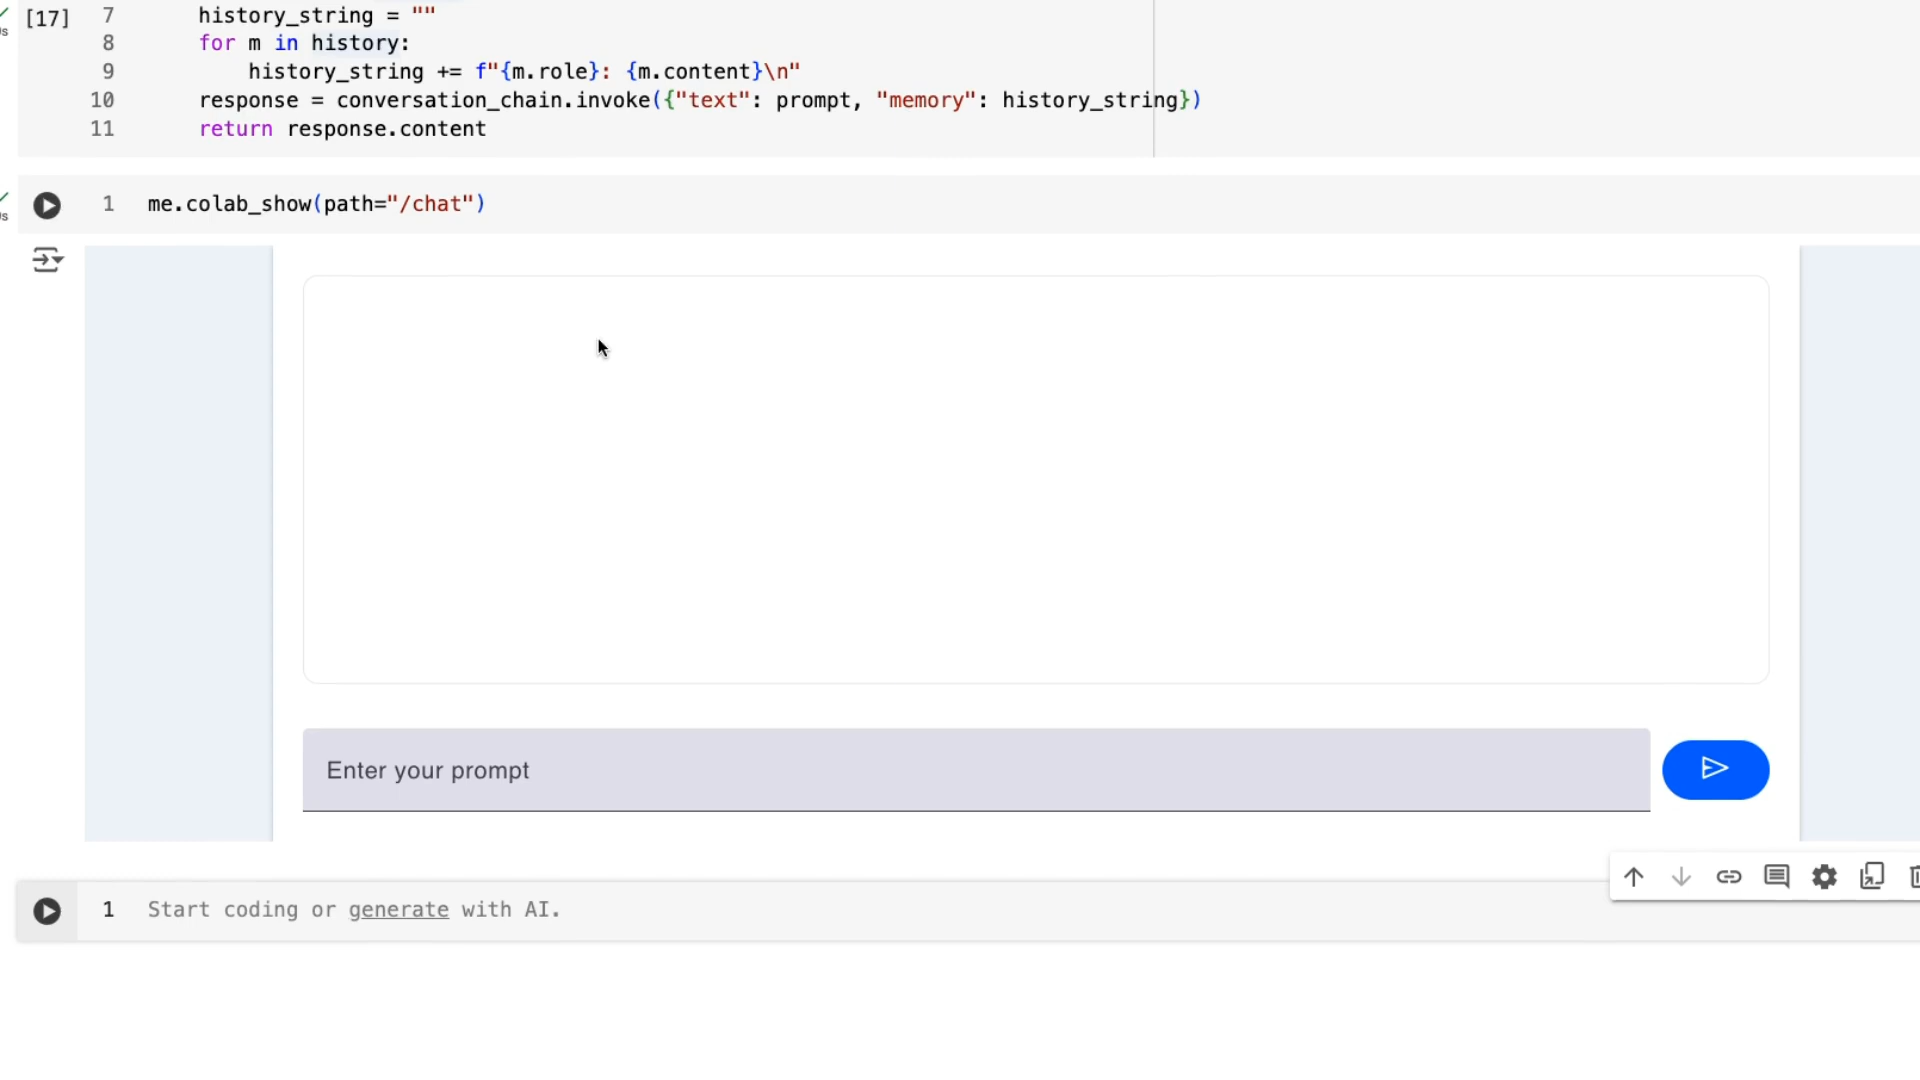 [17] 7 history_string = ""
8 for m in history:
9 history_string += f"{m.role}: {m.content}\n"
10 response = conversation_chain.invoke({"text": prompt, "memory": history_string})
11 return response.content
1 me.colab_show(path="/chat")
Enter your prompt
1 Start coding or generate with AI.